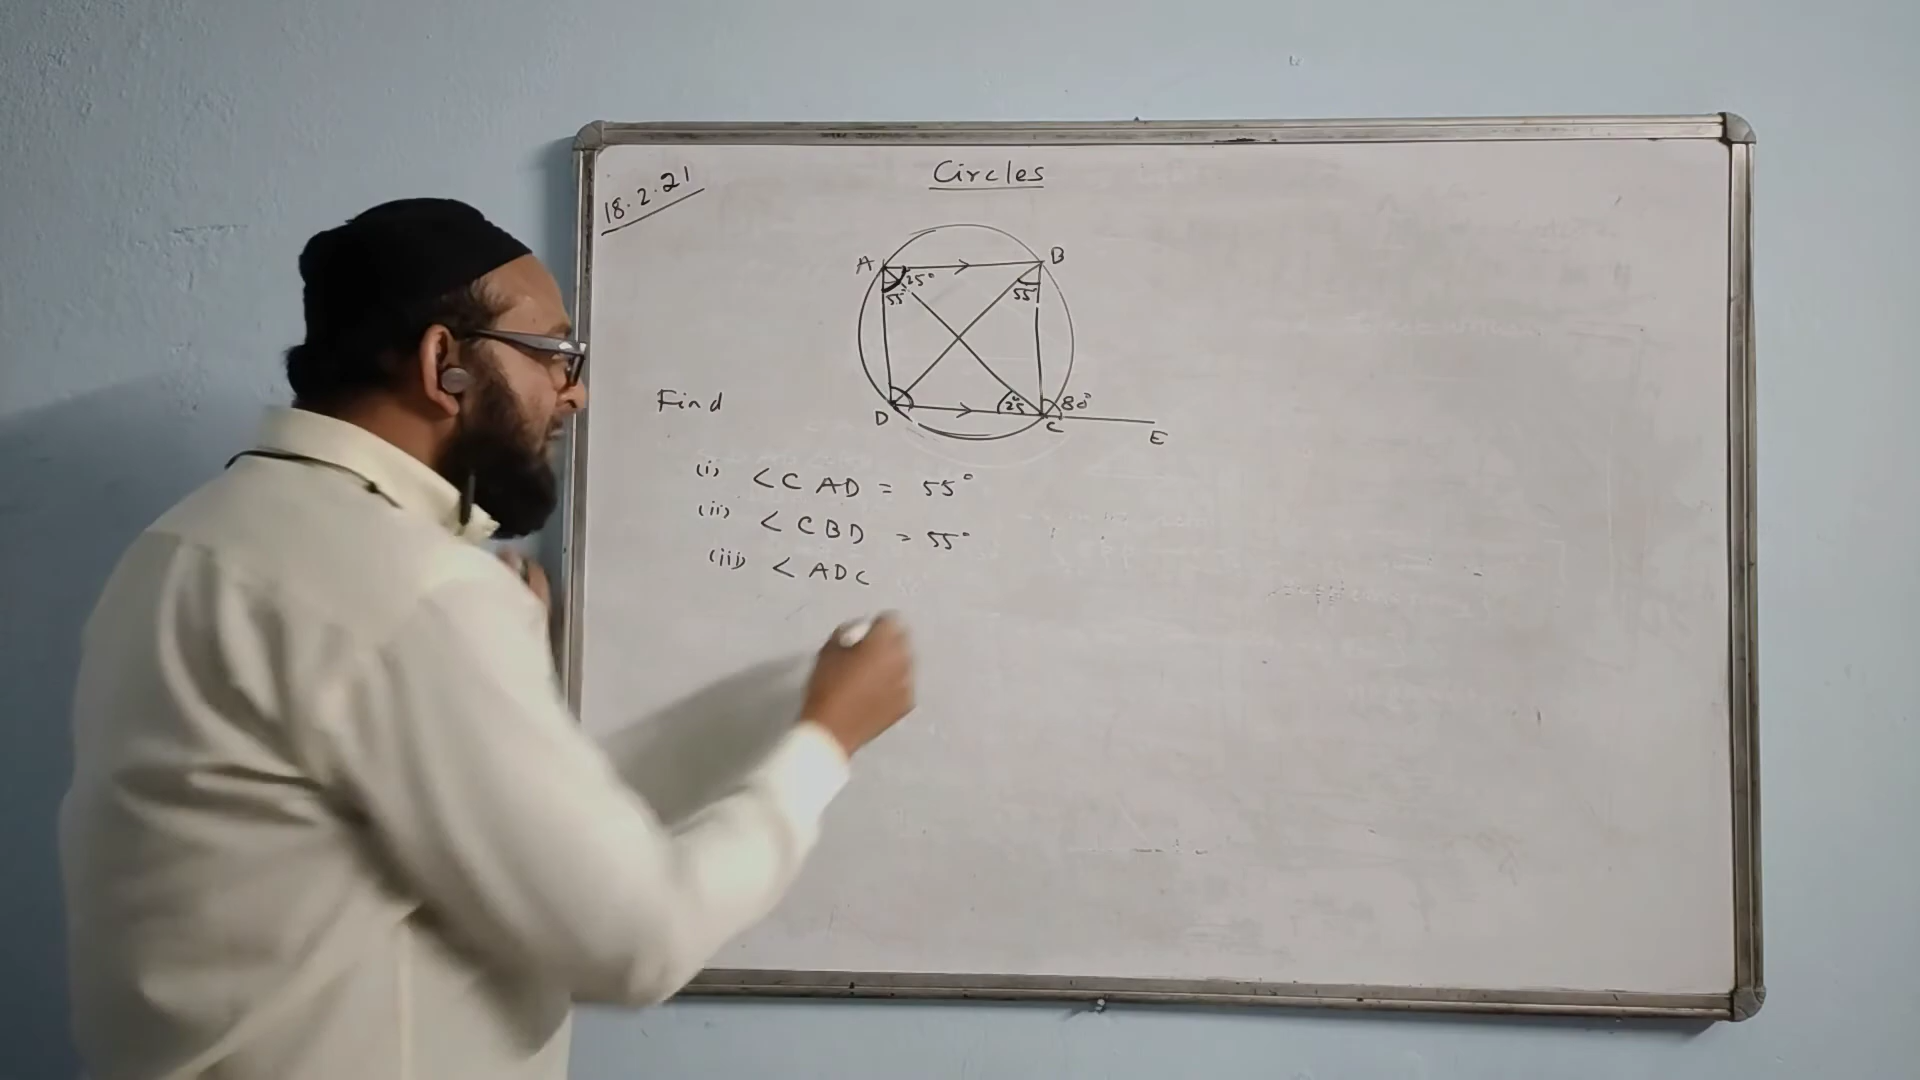 18.2.21
Circles
A B
25°
55° 55
Find
D 25 80°
C E
(i) <CAD = 55°
(ii) <CBD = 55°
(iii) <ADC